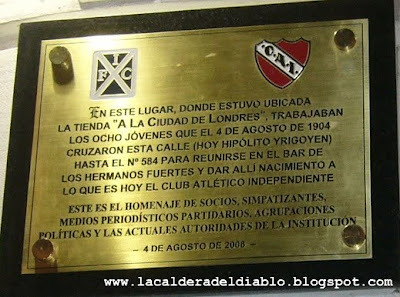 I
F C
C.A.I.
EN ESTE LUGAR, DONDE ESTUVO UBICADA
LA TIENDA "A LA CIUDAD DE LONDRES", TRABAJABAN
LOS OCHO JÓVENES QUE EL 4 DE AGOSTO DE 1904
CRUZARON ESTA CALLE (HOY HIPÓLITO YRIGOYEN)
HASTA EL Nº 584 PARA REUNIRSE EN EL BAR DE
LOS HERMANOS FUERTES Y DAR ALLÍ NACIMIENTO A
LO QUE ES HOY EL CLUB ATLÉTICO INDEPENDIENTE
ESTE ES EL HOMENAJE DE SOCIOS, SIMPATIZANTES,
MEDIOS PERIODÍSTICOS PARTIDARIOS, AGRUPACIONES
POLÍTICAS Y LAS ACTUALES AUTORIDADES DE LA INSTITUCIÓN
– 4 DE AGOSTO DE 2006 –
www.lacalderadeldiablo.blogspot.com